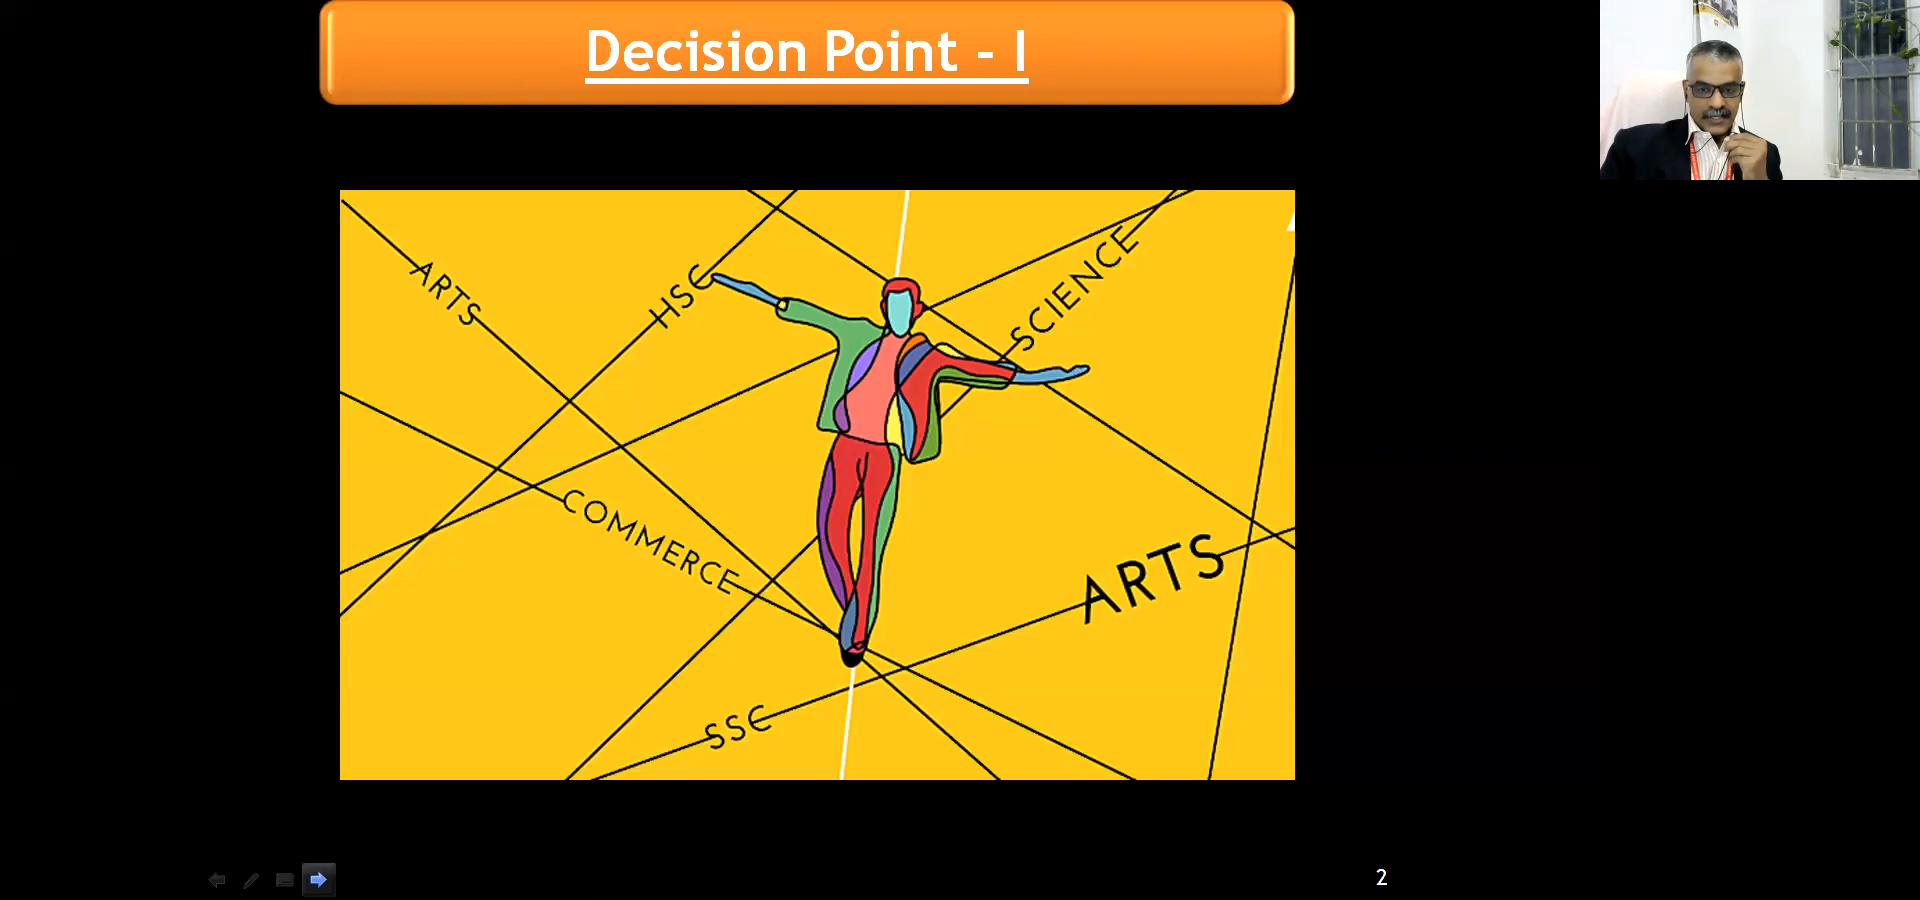 Decision Point - I
ARTS
HSC
SCIENCE
COMMERCE
ARTS
SSC
2